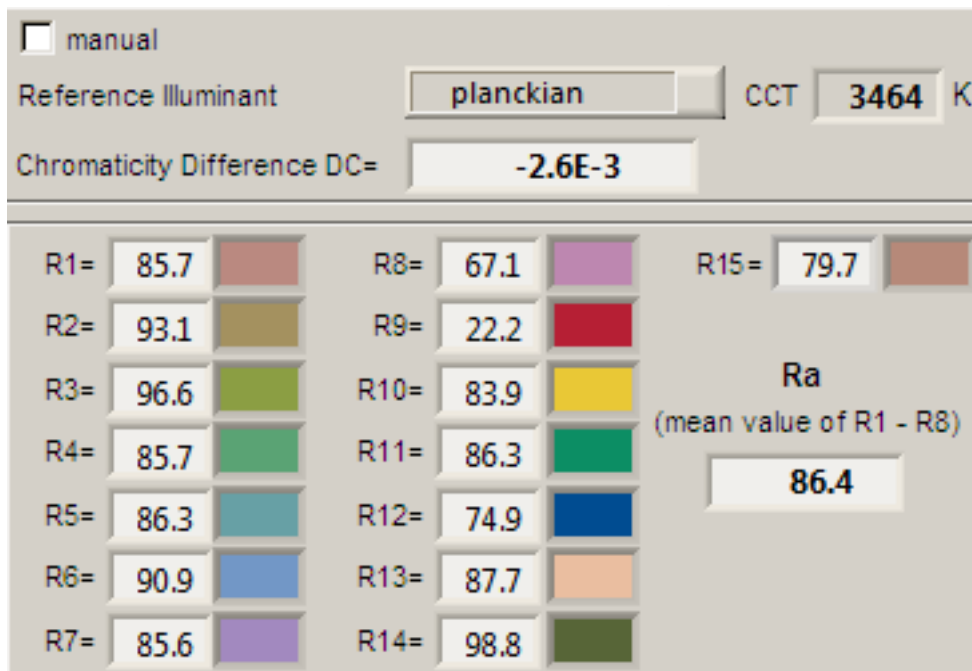 manual
Reference Illuminant planckian CCT 3464 K
Chromaticity Difference DC= -2.6E-3
R1= 85.7 R8= 67.1 R15= 79.7
R2= 93.1 R9= 22.2
R3= 96.6 R10= 83.9 Ra
(mean value of R1 - R8)
R4= 85.7 R11= 86.3
R5= 86.3 R12= 74.9 86.4
R6= 90.9 R13= 87.7
R7= 85.6 R14= 98.8